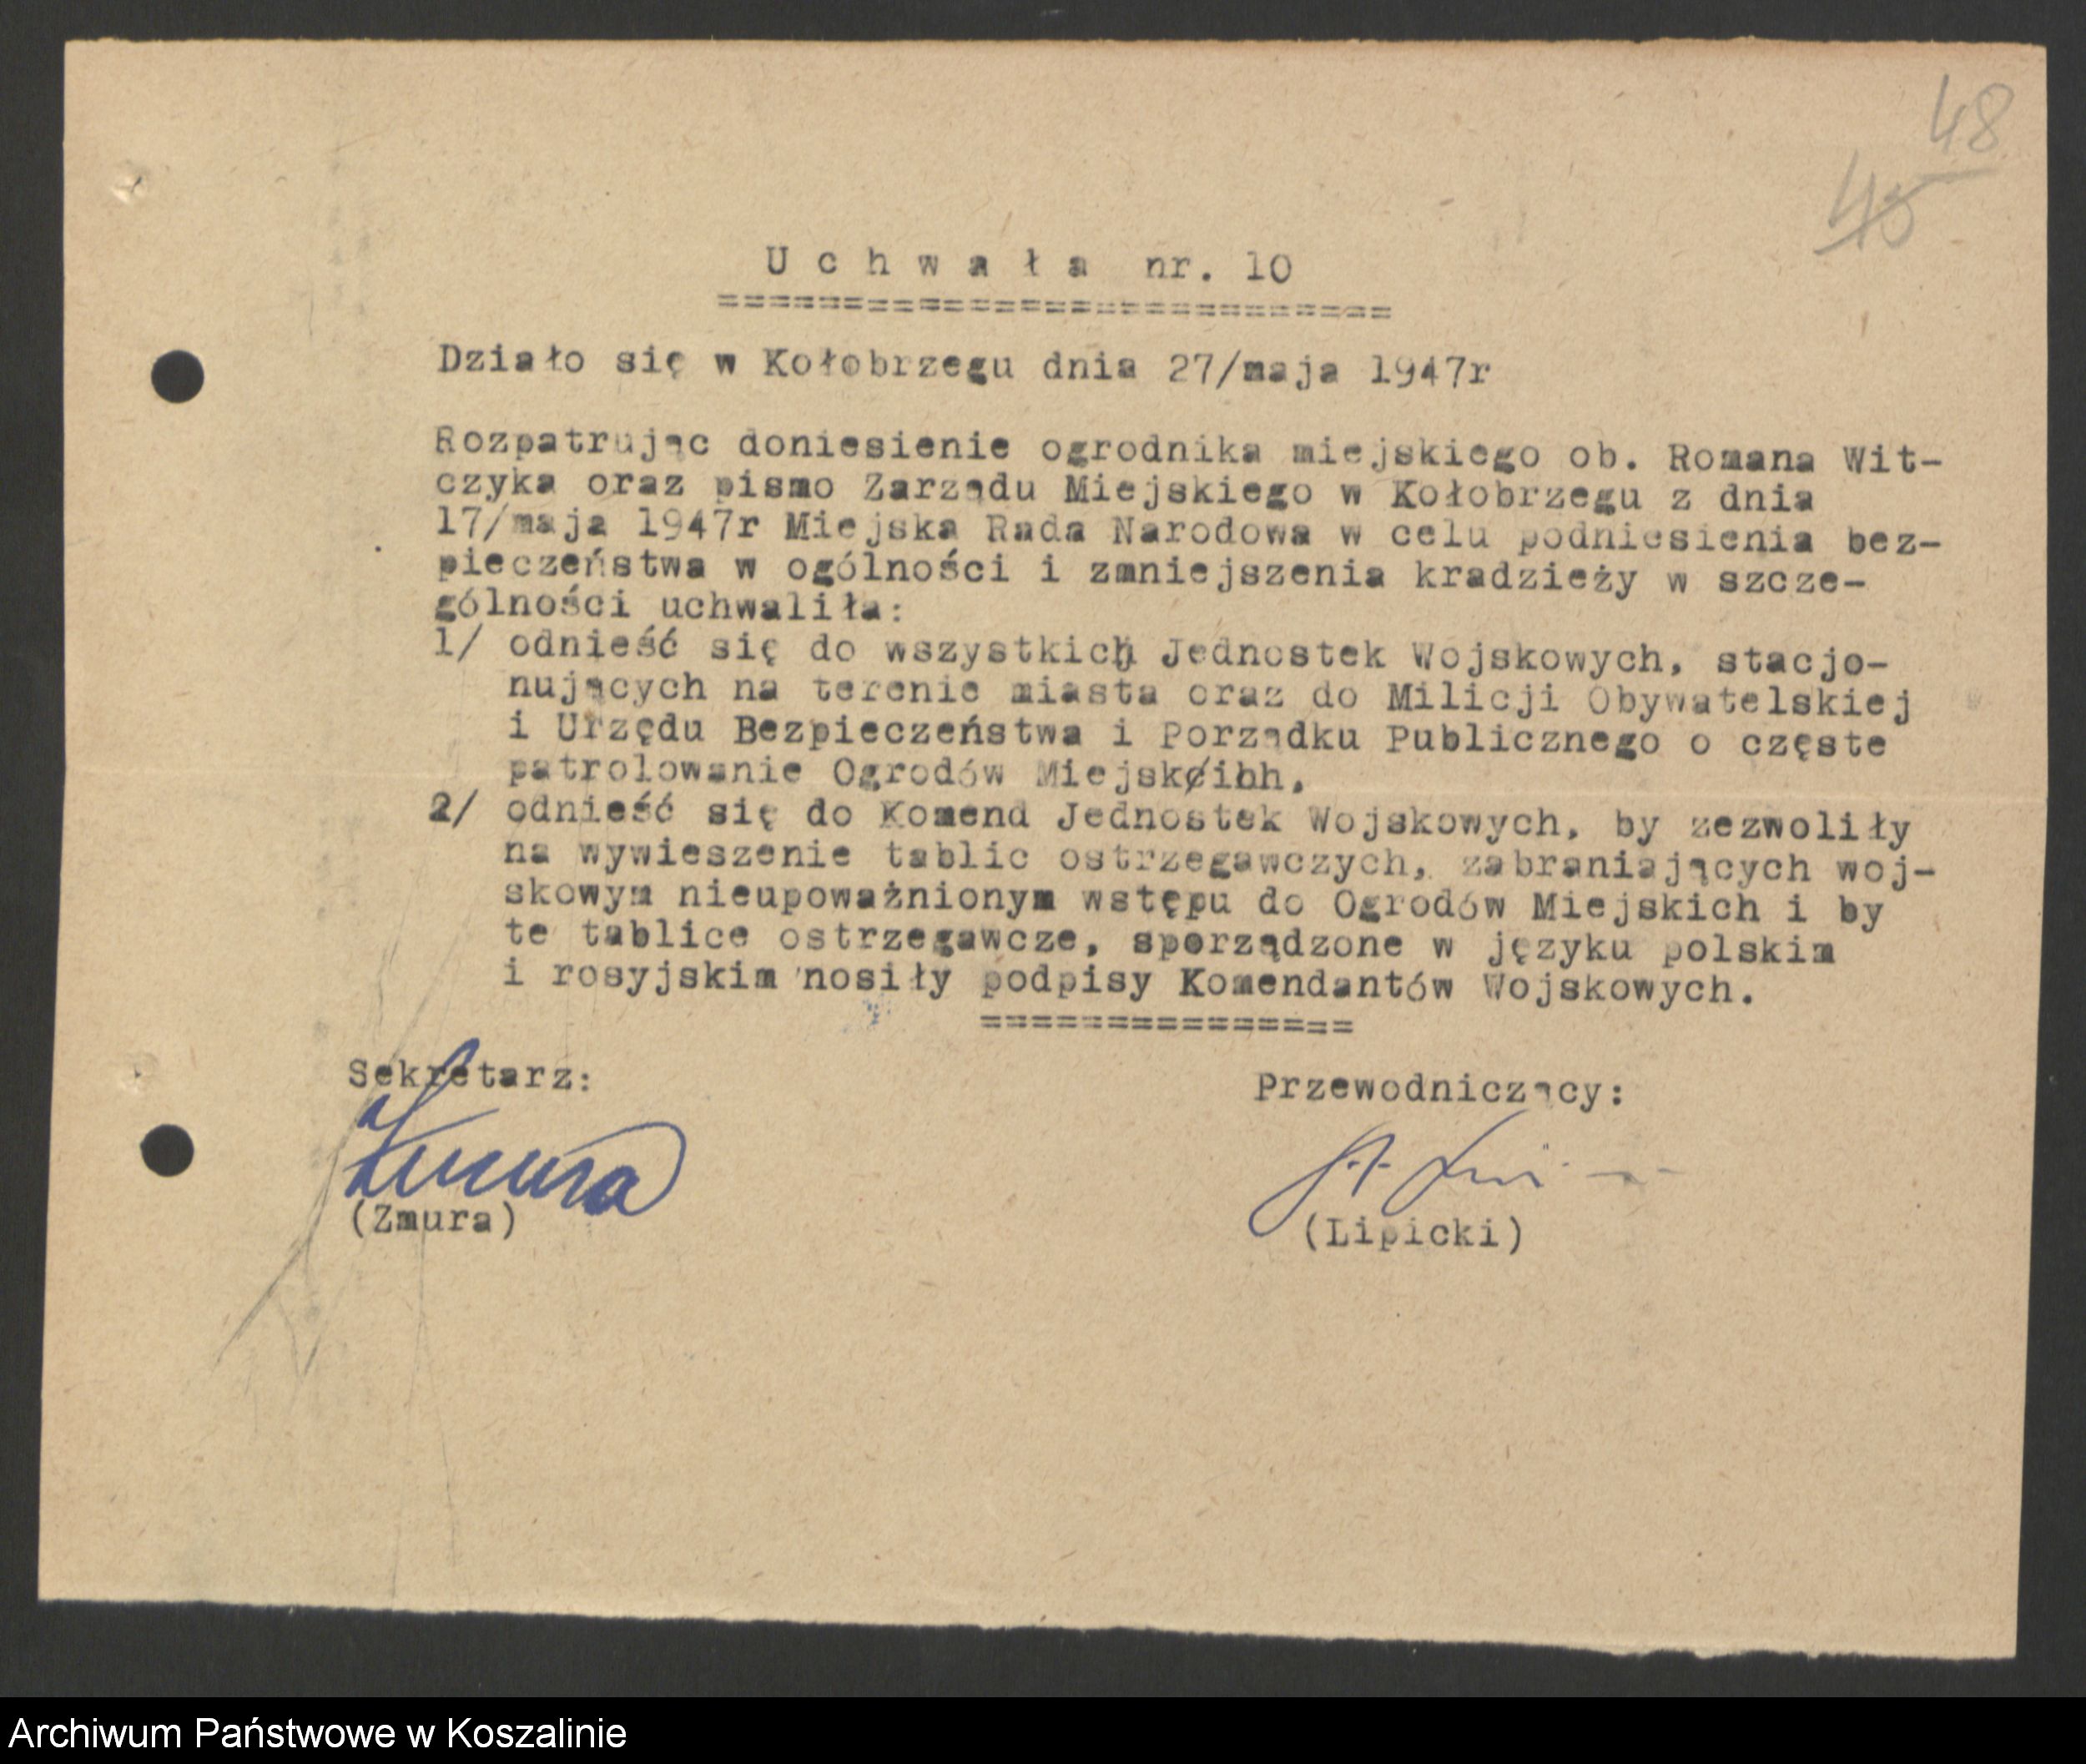 48
45
Uchwała nr. 10
===========================
Działo się w Kołobrzegu dnia 27/maja 1947r
Rozpatrując doniesienie ogrodnika miejskiego ob. Romana Wit-
czyka oraz pismo Zarządu Miejskiego w Kołobrzegu z dnia
17/maja 1947r Miejska Rada Narodowa w celu podniesienia bez-
pieczeństwa w ogólności i zmniejszenia kradzieży w szcze-
gólności uchwaliła:
1/ odnieść się do wszystkich Jednostek Wojskowych, stacjo-
nujących na terenie miasta oraz do Milicji Obywatelskiej
i Urzędu Bezpieczeństwa i Porządku Publicznego o częste
patrolowanie Ogrodów Miejskich,
2/ odnieść się do Komend Jednostek Wojskowych, by zezwoliły
na wywieszenie tablic ostrzegawczych, zabraniających woj-
skowym nieupoważnionym wstępu do Ogrodów Miejskich i by
te tablice ostrzegawcze, sporządzone w języku polskim
i rosyjskim nosiły podpisy Komendantów Wojskowych.
===============
Sekretarz: Przewodniczący:
Zmura
(Zmura) (Lipicki)
Archiwum Państwowe w Koszalinie